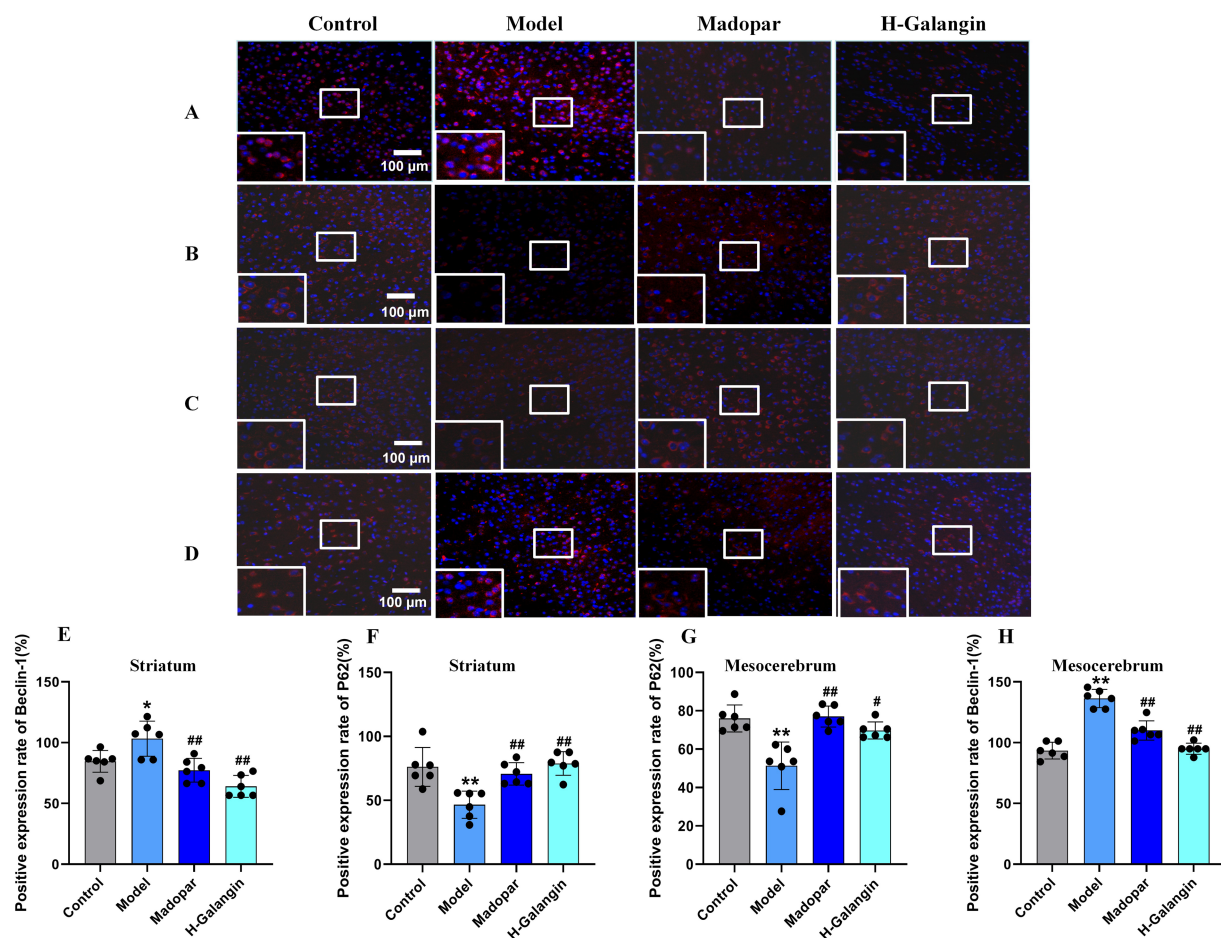 Control Model Madopar H-Galangin
A
100 μm
B
100 μm
C
100 μm
D
100 μm
E
Striatum
Positive expression rate of Beclin-1(%)
150
100
50
0
*
##
##
Control
Model
Madopar
H-Galangin
F
Striatum
Positive expression rate of P62(%)
150
100
50
0
**
##
##
Control
Model
Madopar
H-Galangin
G
Mesocerebrum
Positive expression rate of P62(%)
100
80
60
40
20
0
**
##
#
Control
Model
Madopar
H-Galangin
H
Mesocerebrum
Positive expression rate of Beclin-1(%)
150
100
50
0
**
##
##
Control
Model
Madopar
H-Galangin